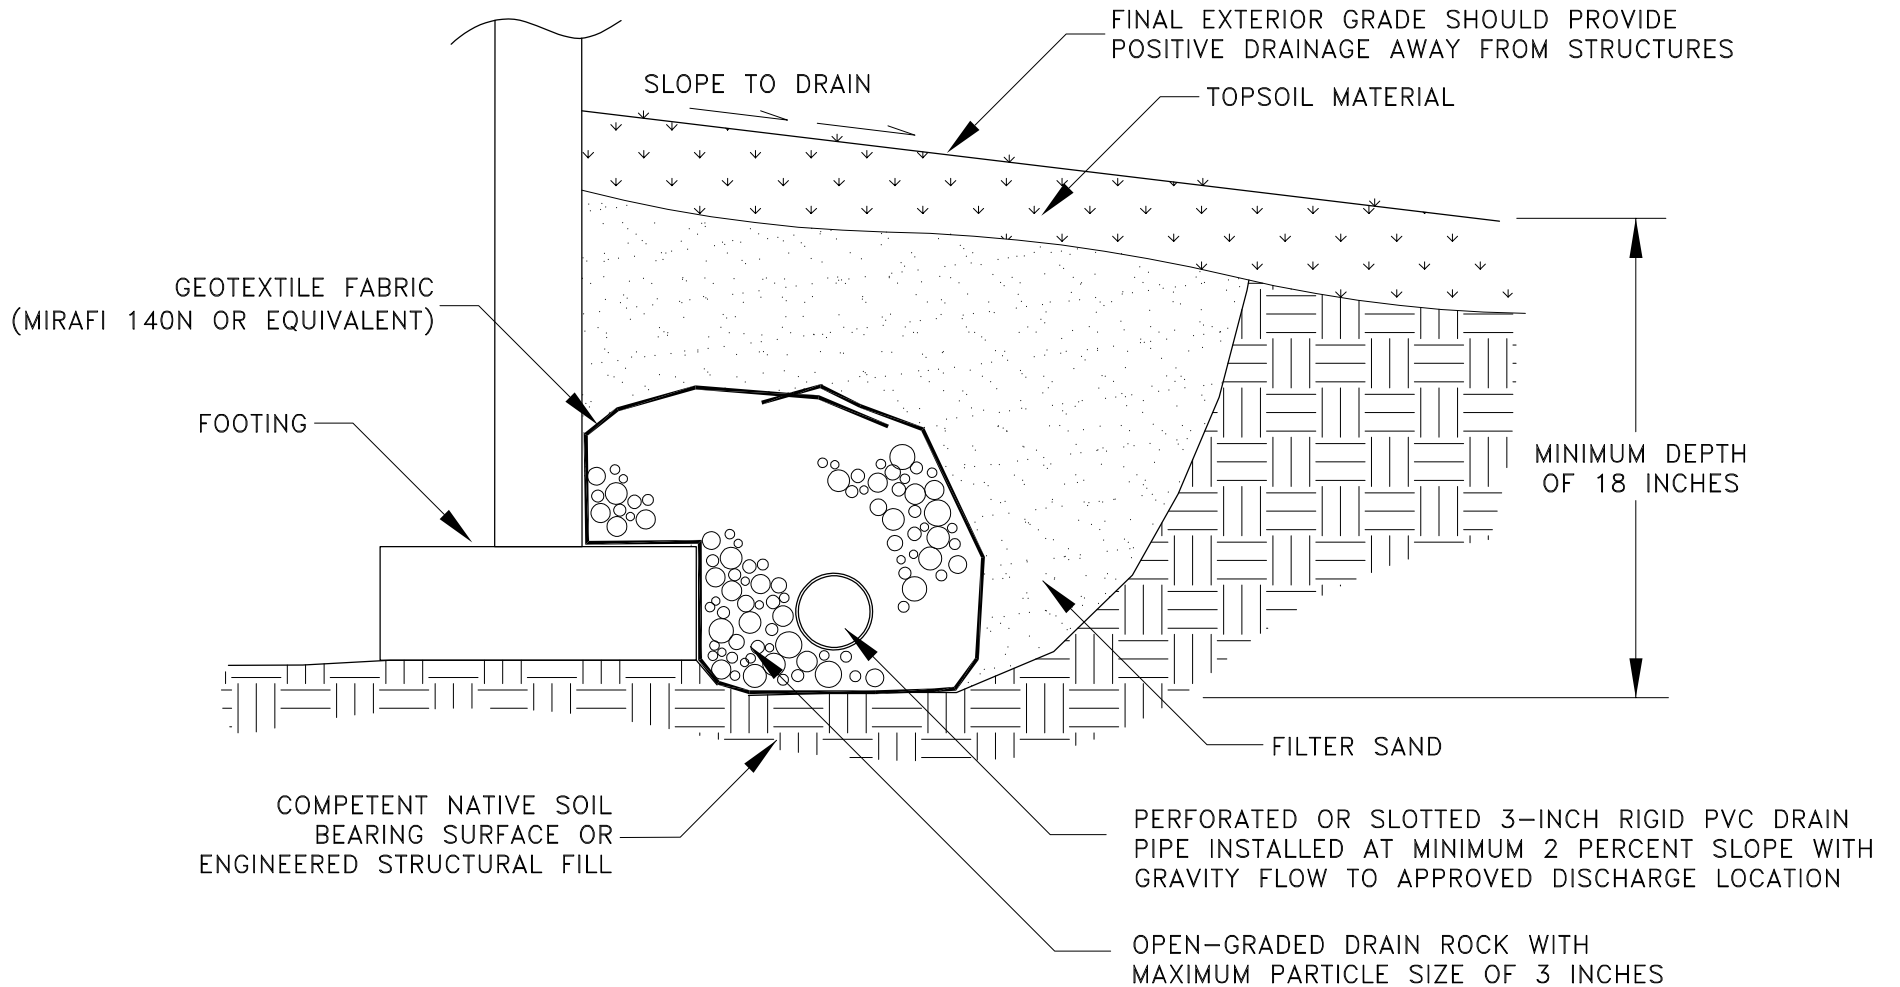 FINAL EXTERIOR GRADE SHOULD PROVIDE
POSITIVE DRAINAGE AWAY FROM STRUCTURES
SLOPE TO DRAIN
TOPSOIL MATERIAL
GEOTEXTILE FABRIC
(MIRAFI 140N OR EQUIVALENT)
FOOTING
MINIMUM DEPTH
OF 18 INCHES
FILTER SAND
COMPETENT NATIVE SOIL
BEARING SURFACE OR
ENGINEERED STRUCTURAL FILL
PERFORATED OR SLOTTED 3-INCH RIGID PVC DRAIN
PIPE INSTALLED AT MINIMUM 2 PERCENT SLOPE WITH
GRAVITY FLOW TO APPROVED DISCHARGE LOCATION
OPEN-GRADED DRAIN ROCK WITH
MAXIMUM PARTICLE SIZE OF 3 INCHES